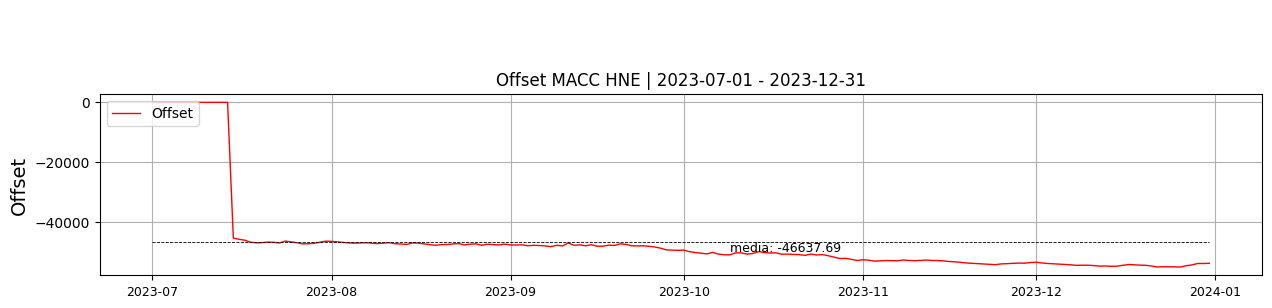 Offset MACC HNE | 2023-07-01 - 2023-12-31
Offset
0
−20000
−40000
Offset
media: -46637.69
2023-07
2023-08
2023-09
2023-10
2023-11
2023-12
2024-01